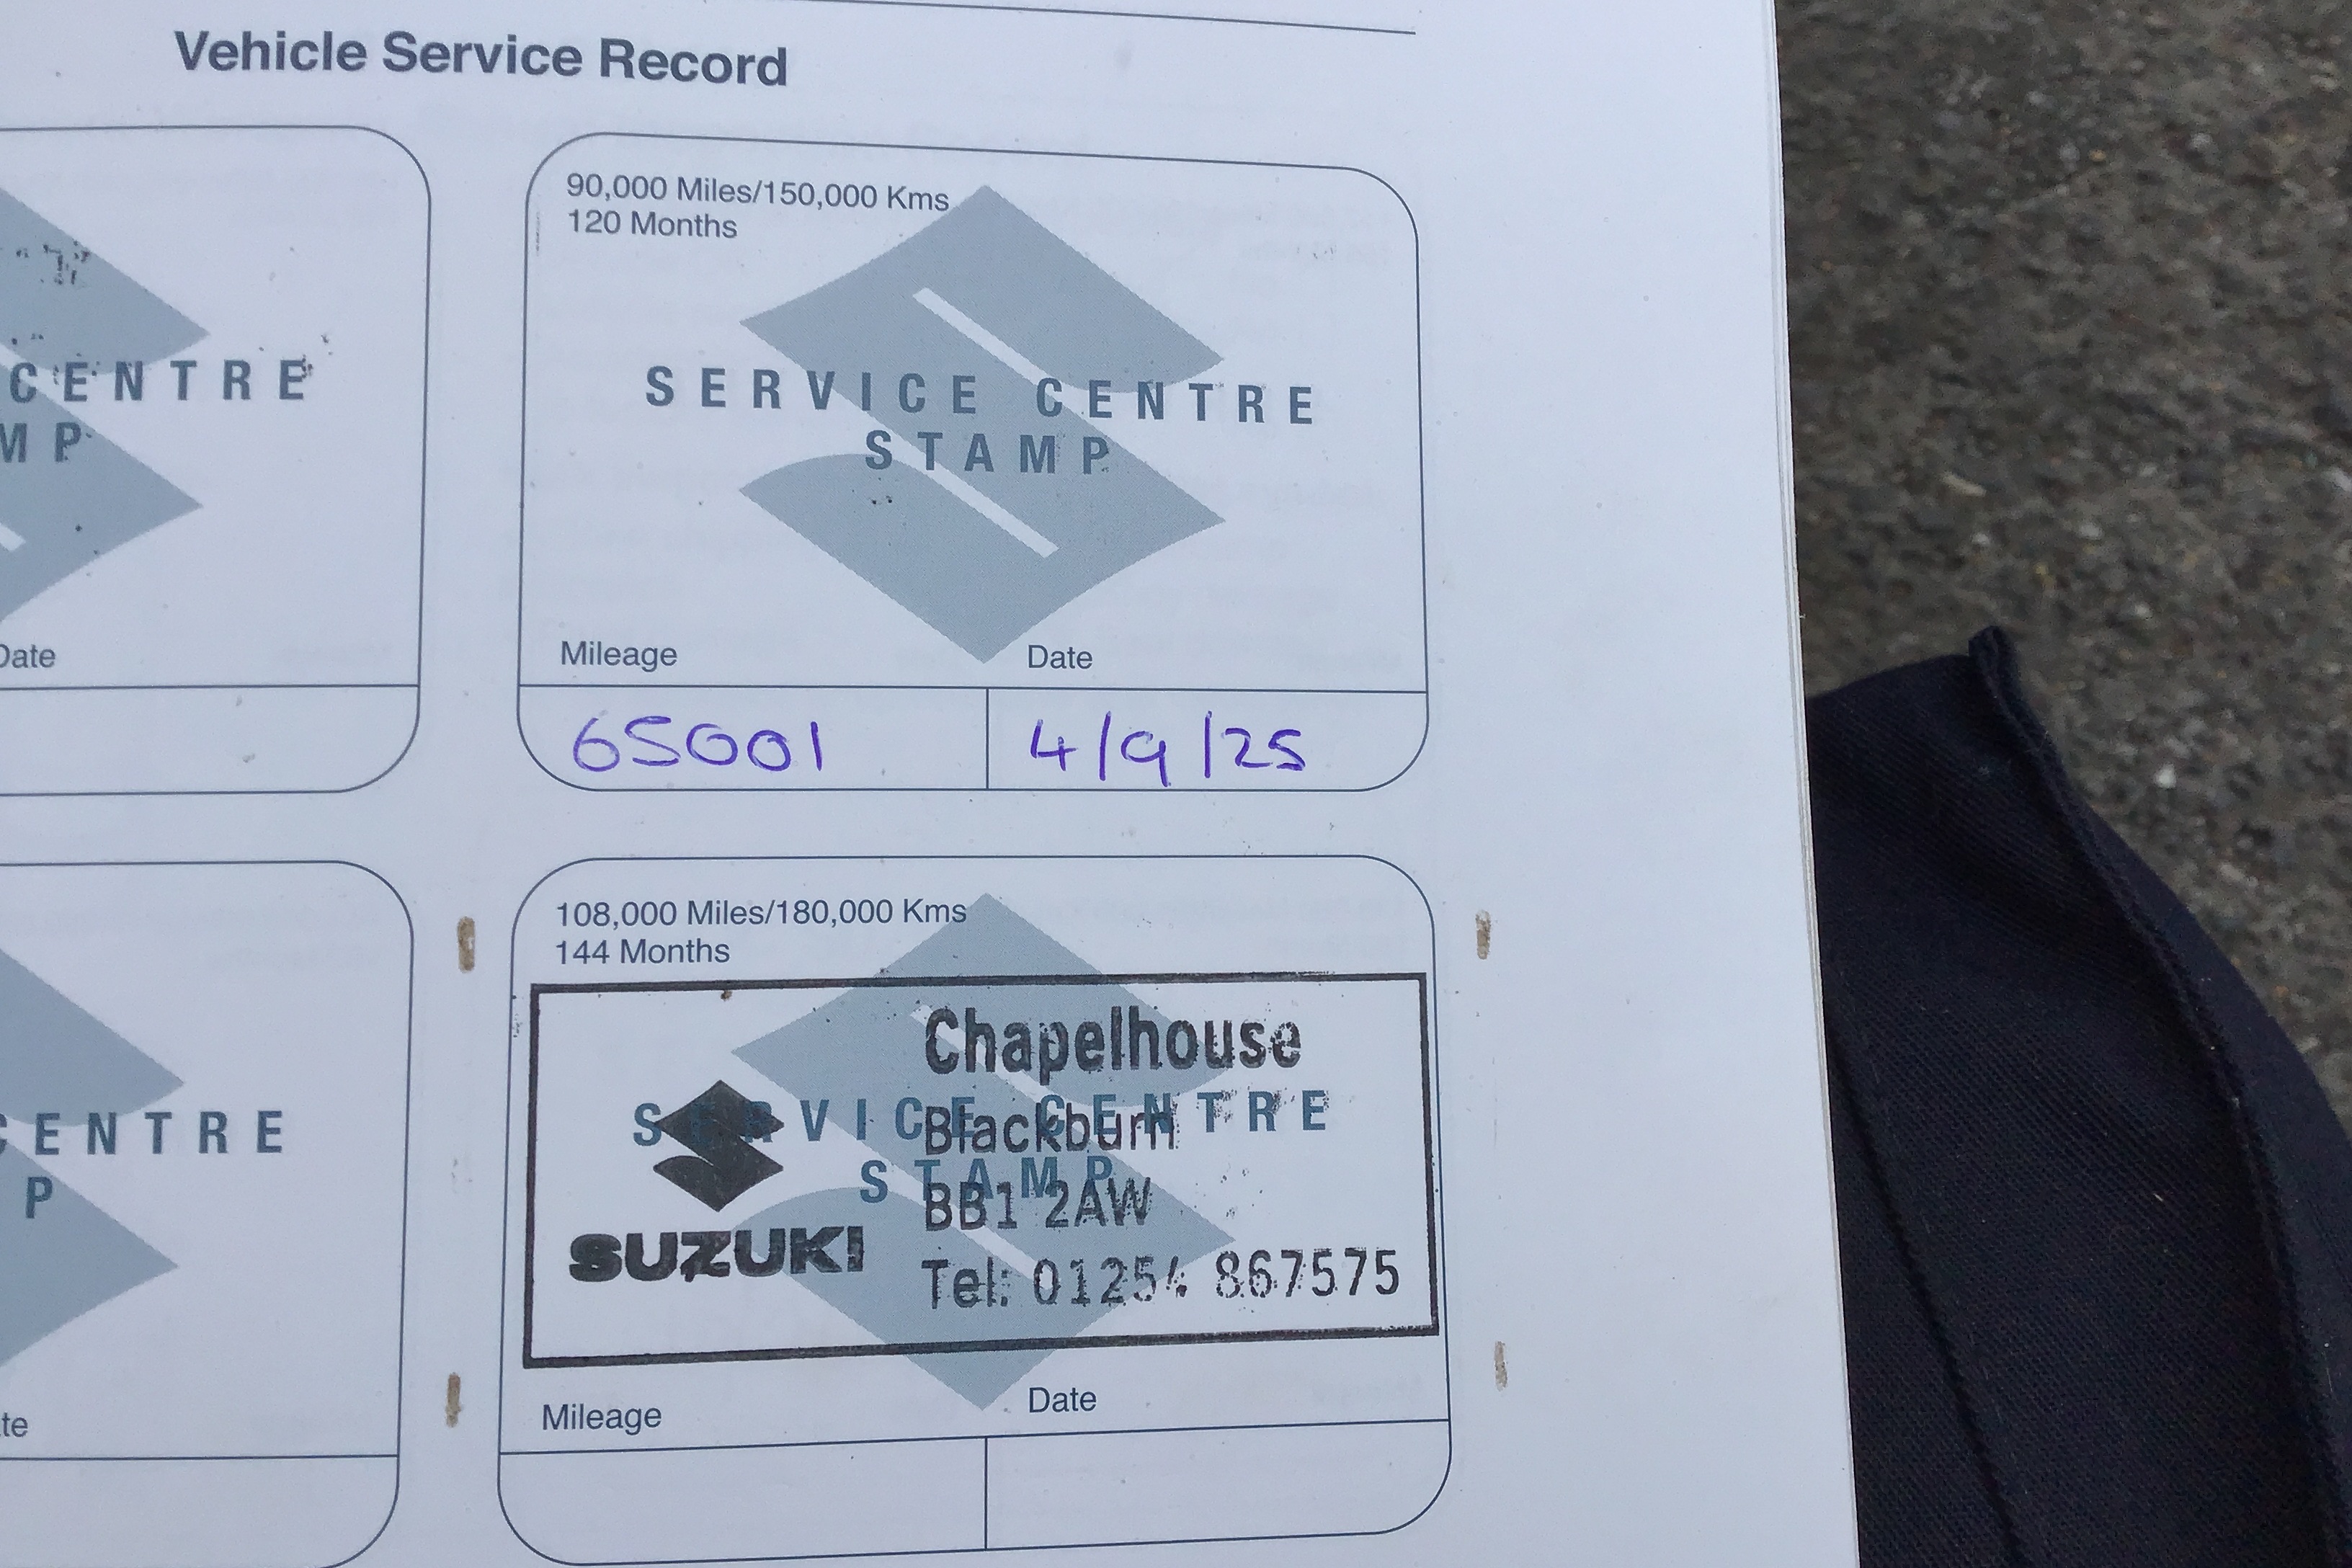 Vehicle Service Record
CENTRE
MP
Date
90,000 Miles/150,000 Kms
120 Months
SERVICE CENTRE
STAMP
Mileage
Date
65001
4/9/25
CENTRE
P
te
108,000 Miles/180,000 Kms
144 Months
SERVICE CENTRE
STAMP
SUZUKI
Chapelhouse
Blackburn
BB1 2AW
Tel: 01254 867575
Mileage
Date